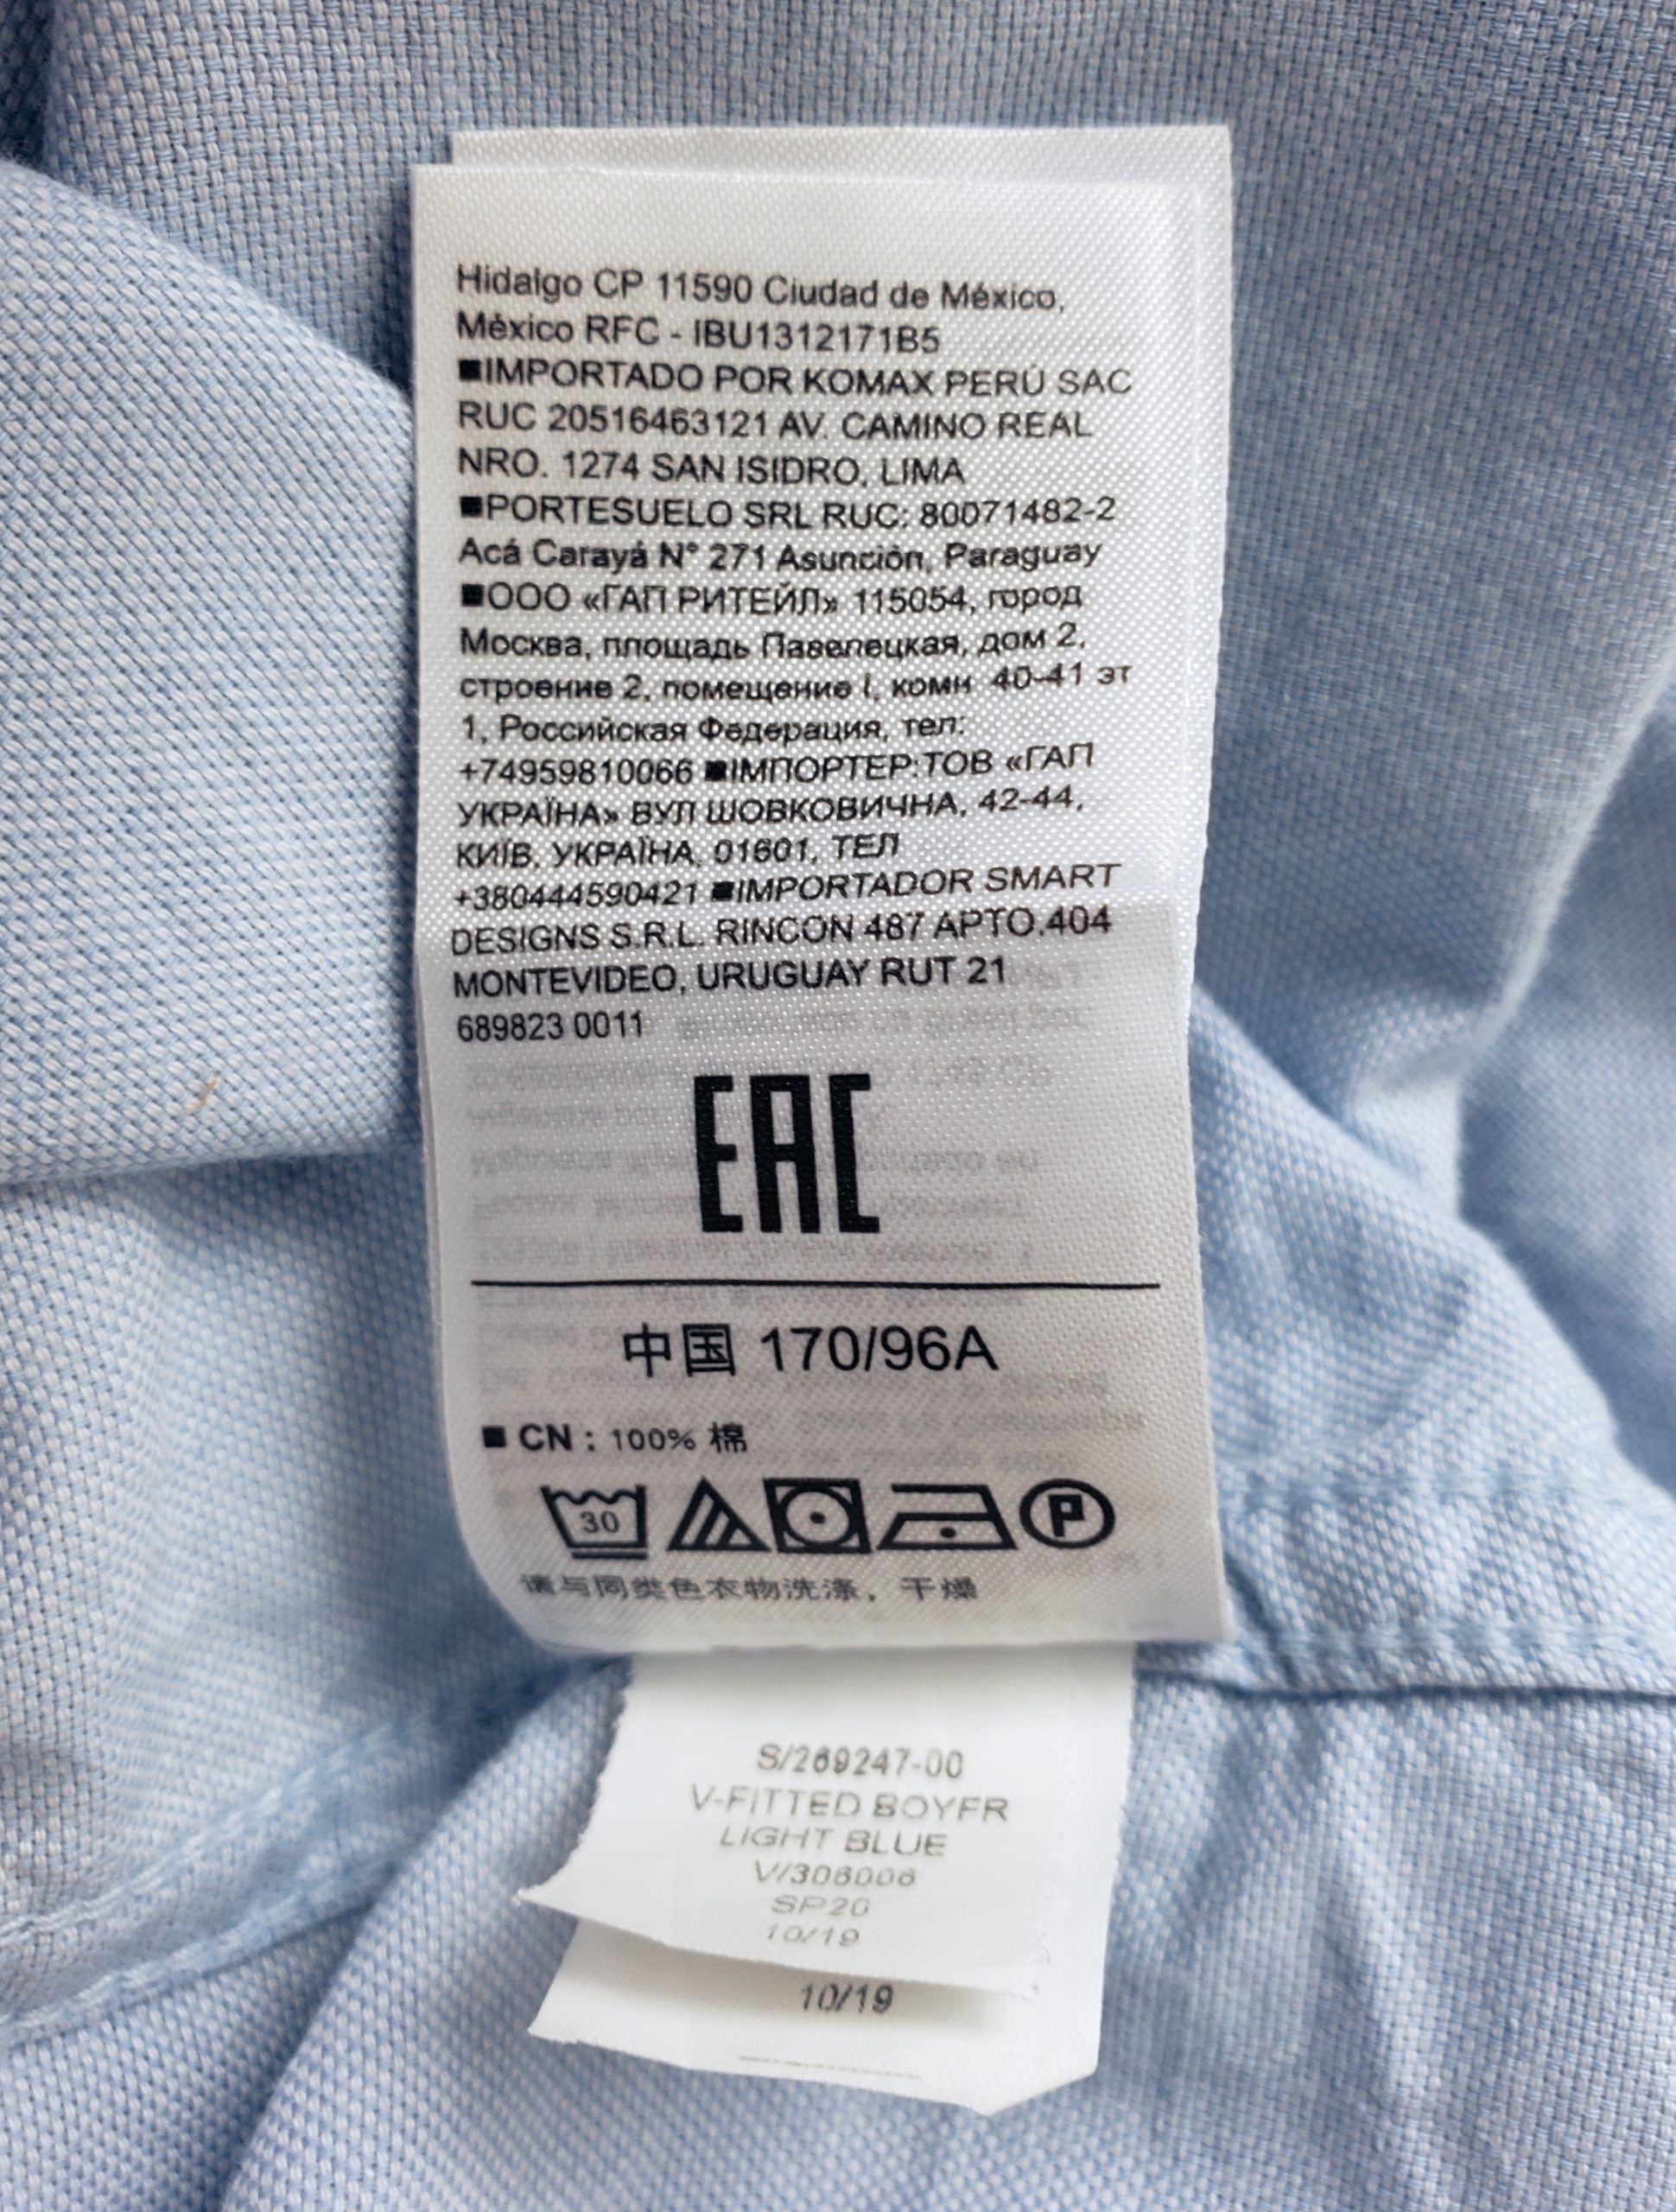 Hidalgo CP 11590 Ciudad de México,
México RFC - IBU1312171B5
■IMPORTADO POR KOMAX PERÚ SAC
RUC 20516463121 AV. CAMINO REAL
NRO. 1274 SAN ISIDRO, LIMA
■PORTESUELO SRL RUC: 80071482-2
Acá Carayá N° 271 Asunción, Paraguay
■ООО «ГАП РИТЕЙЛ» 115054, город
Москва, площадь Павелецкая, дом 2,
строение 2, помещение I, комн 40-41 эт
1, Российская Федерация, тел:
+74959810066 ■ІМПОРТЕР:ТОВ «ГАП
УКРАЇНА» ВУЛ ШОВКОВИЧНА, 42-44,
КИЇВ, УКРАЇНА, 01601, ТЕЛ
+380444590421 ■IMPORTADOR SMART
DESIGNS S.R.L. RINCON 487 APTO.404
MONTEVIDEO, URUGUAY RUT 21
689823 0011
EAC
中国 170/96A
■ CN : 100% 棉
30
P
请与同类色衣物洗涤，干燥
S/269247-00
V-FITTED BOYFR
LIGHT BLUE
V/306006
SP20
10/19
10/19